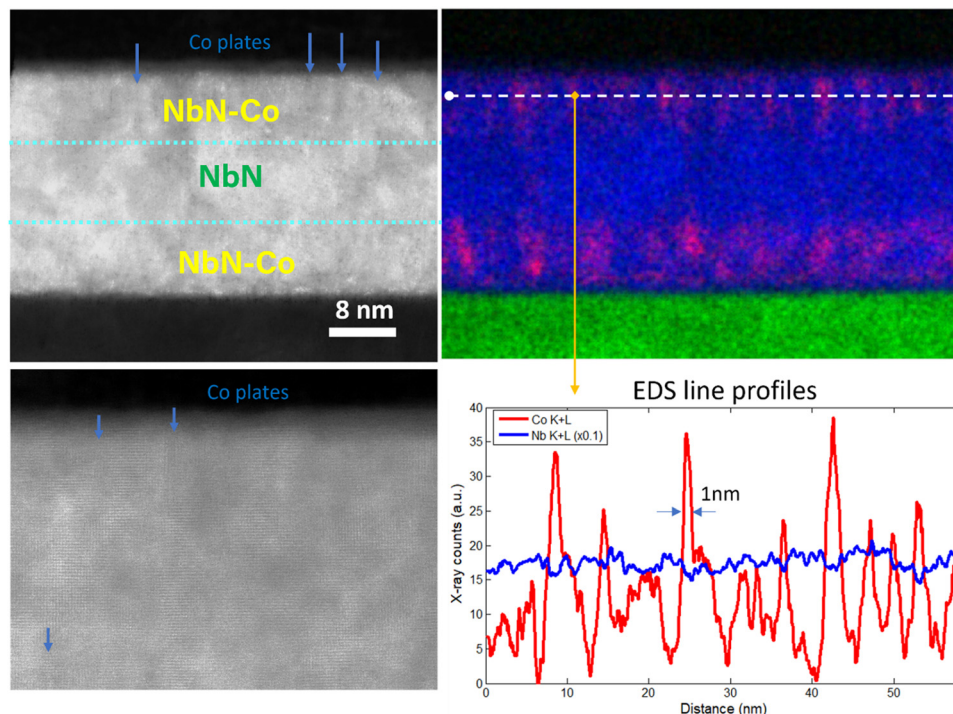 Co plates
NbN-Co
NbN
NbN-Co
8 nm
Co plates
EDS line profiles
Co K+L
Nb K+L (x0.1)
1nm
X-ray counts (a.u.)
40
35
30
25
20
15
10
5
0
0 10 20 30 40 50
Distance (nm)